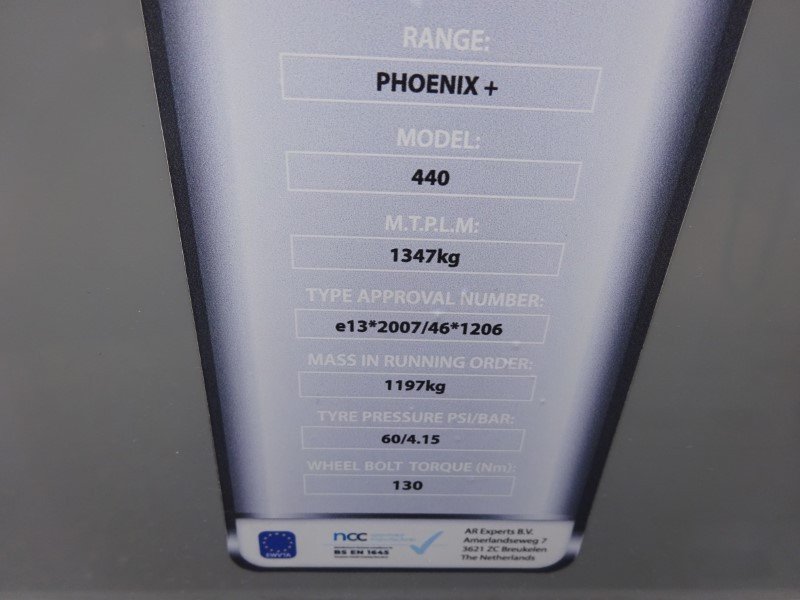 RANGE:
PHOENIX +
MODEL:
440
M.T.P.L.M:
1347kg
TYPE APPROVAL NUMBER:
e13*2007/46*1206
MASS IN RUNNING ORDER:
1197kg
TYRE PRESSURE PSI/BAR:
60/4.15
WHEEL BOLT TORQUE (Nm):
130
EWVTA
ncc
BS EN 1645
AR Experts B.V.
Amerlandseweg 7
3621 ZC Breukelen
The Netherlands